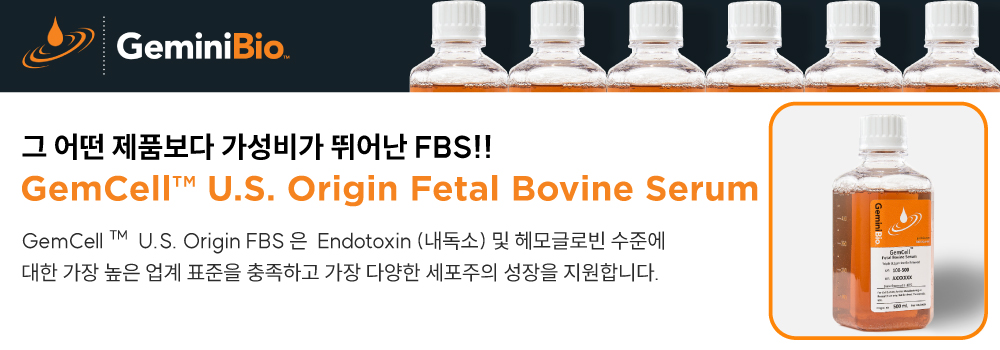 GeminiBio™
그 어떤 제품보다 가성비가 뛰어난 FBS!!
GemCell™ U.S. Origin Fetal Bovine Serum
GemCell ™ U.S. Origin FBS 은 Endotoxin (내독소) 및 헤모글로빈 수준에
대한 가장 높은 업계 표준을 충족하고 가장 다양한 세포주의 성장을 지원합니다.
GeminiBio
GemCell™
Fetal Bovine Serum
100-500
XXXXXXX
500 mL